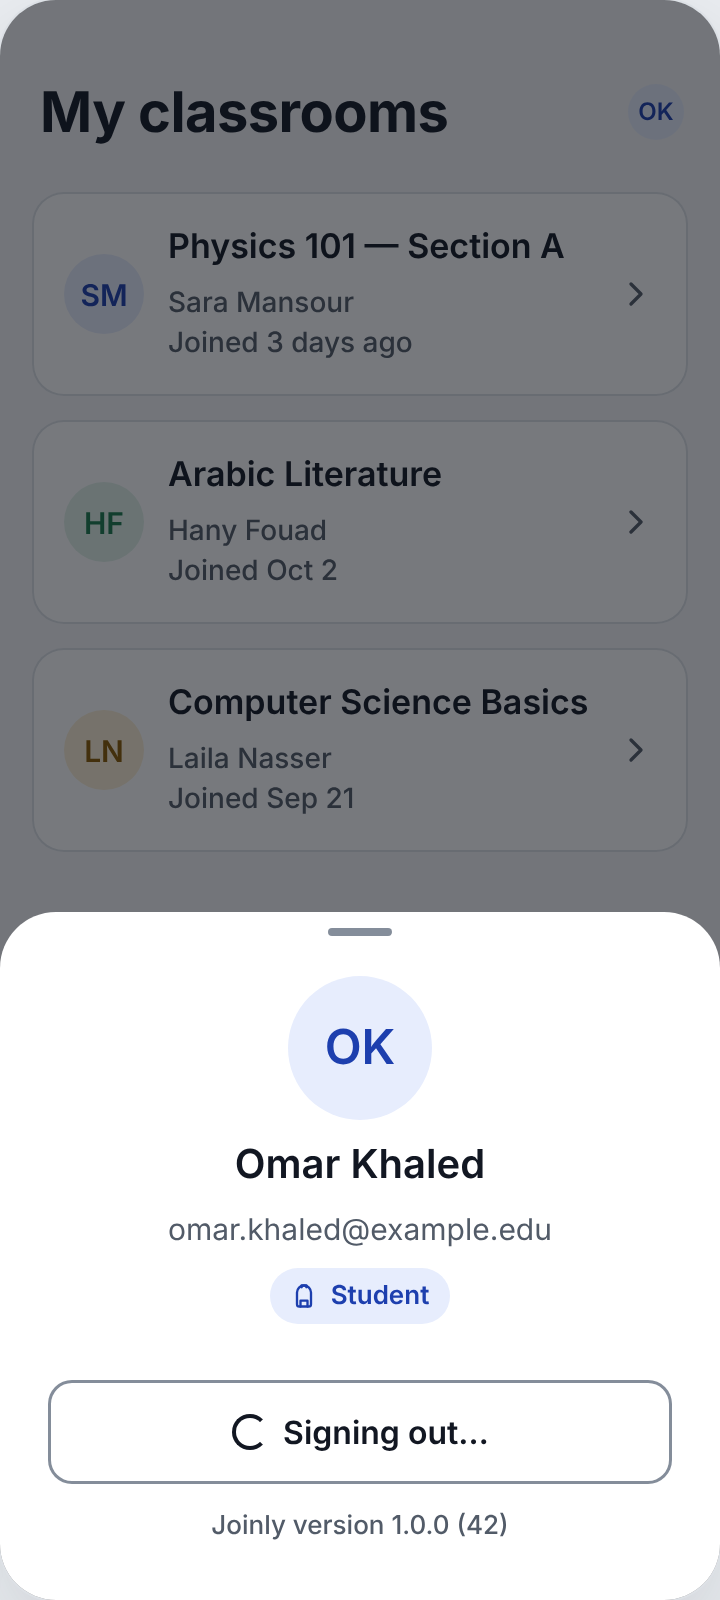 My classrooms
OK
Physics 101 — Section A
SM
Sara Mansour
Joined 3 days ago
Arabic Literature
HF
Hany Fouad
Joined Oct 2
Computer Science Basics
LN
Laila Nasser
Joined Sep 21
OK
Omar Khaled
omar.khaled@example.edu
Student
Signing out...
Joinly version 1.0.0 (42)